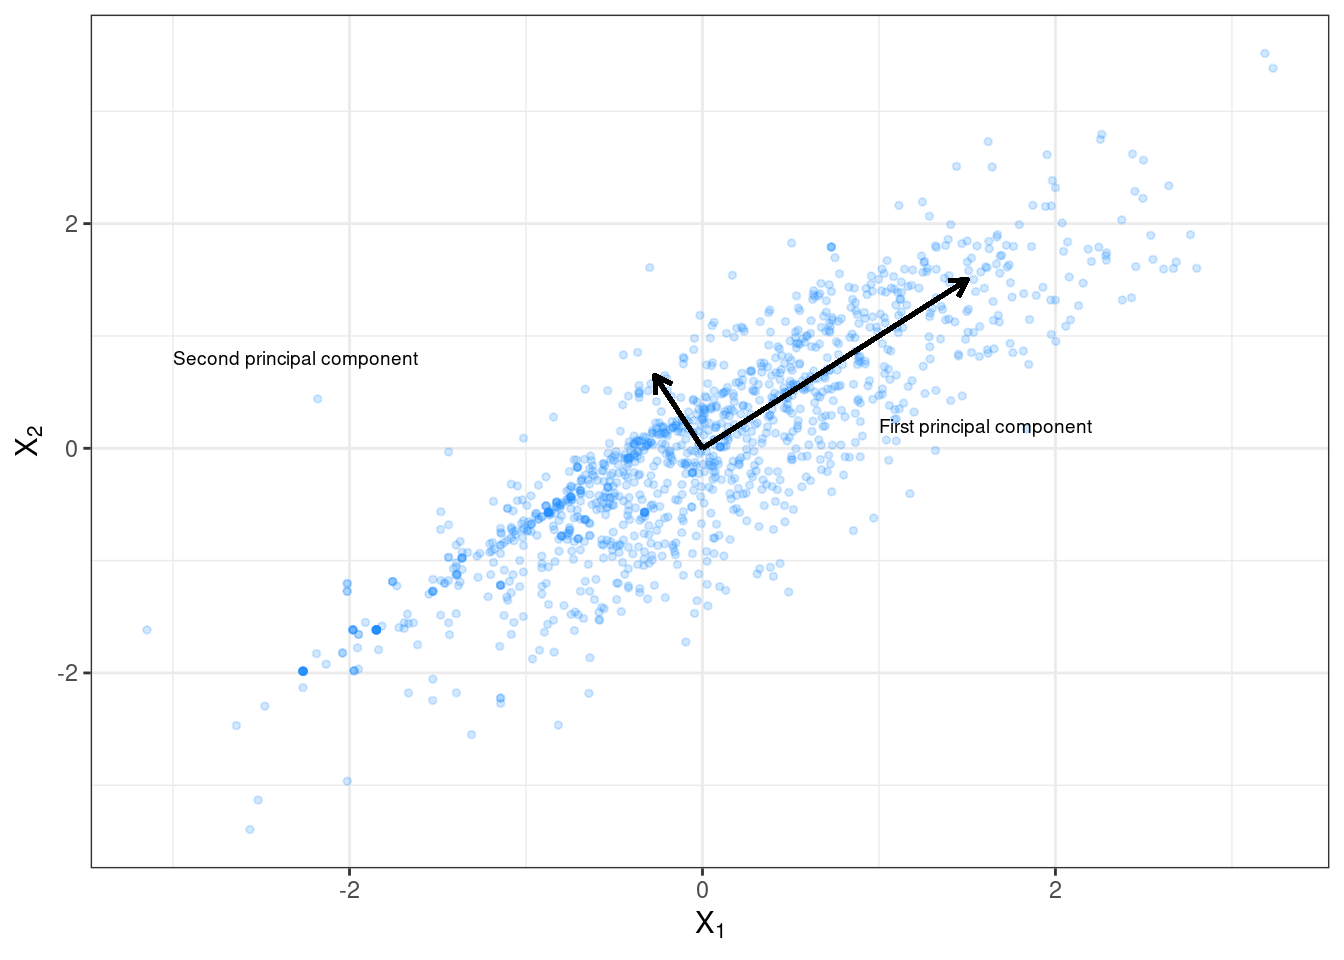 2
Second principal component
First principal component
0
-2
-2
0
2
X₂
X₁